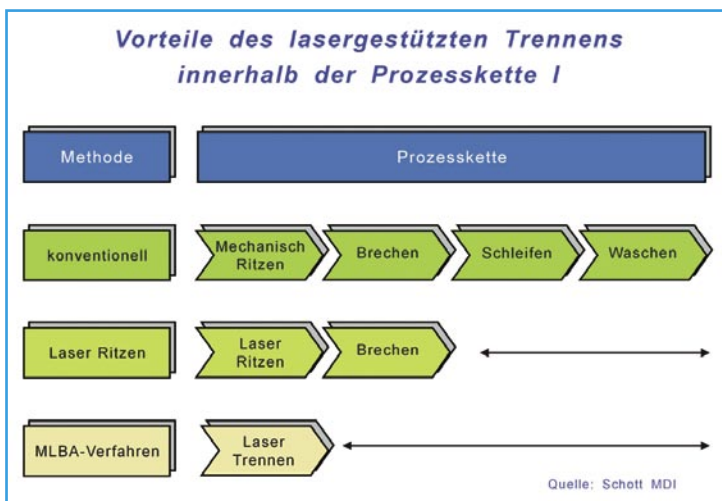 Vorteile des lasergestützten Trennens
innerhalb der Prozesskette I
Methode
Prozesskette
konventionell
Mechanisch
Ritzen
Brechen
Schleifen
Waschen
Laser Ritzen
Laser
Ritzen
Brechen
MLBA-Verfahren
Laser
Trennen
Quelle: Schott MDI